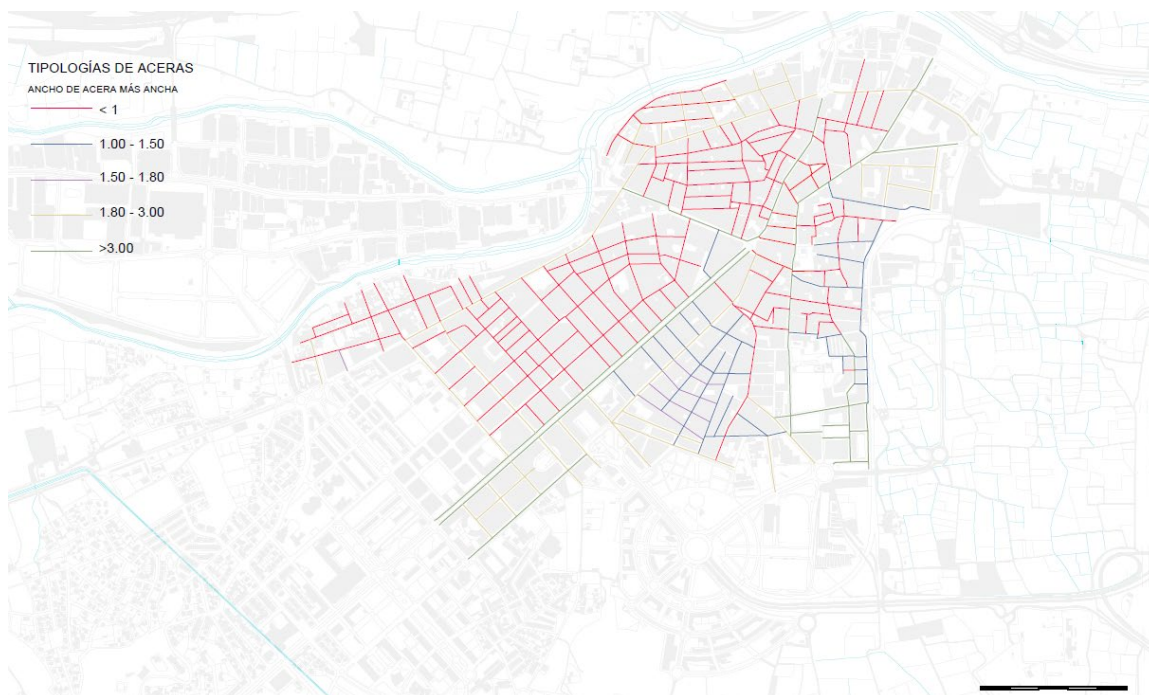 TIPOLOGÍAS DE ACERAS
ANCHO DE ACERA MÁS ANCHA
< 1
1.00 - 1.50
1.50 - 1.80
1.80 - 3.00
>3.00